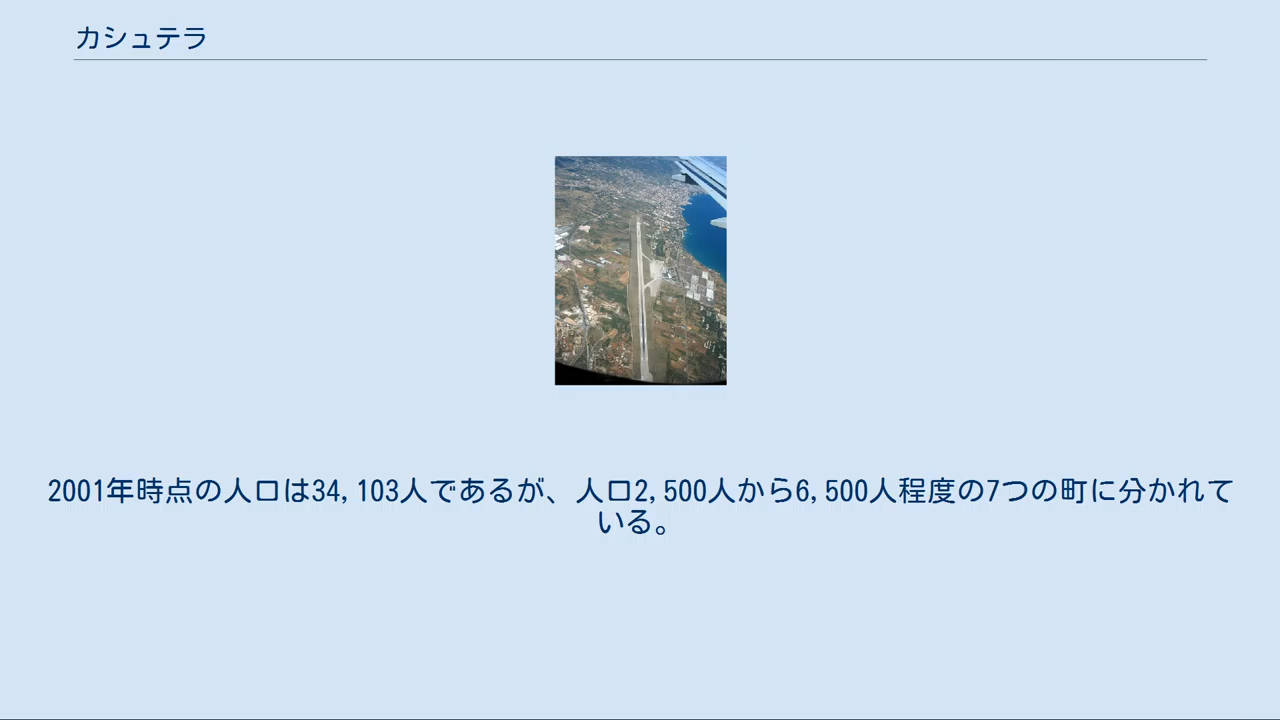 カシュテラ
2001年時点の人口は34,103人であるが、人口2,500人から6,500人程度の7つの町に分かれて
いる。